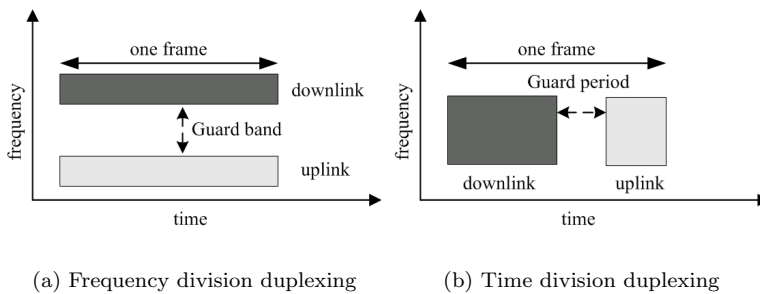 one frame
downlink
Guard band
uplink
frequency
time
(a) Frequency division duplexing
one frame
Guard period
downlink
uplink
frequency
time
(b) Time division duplexing